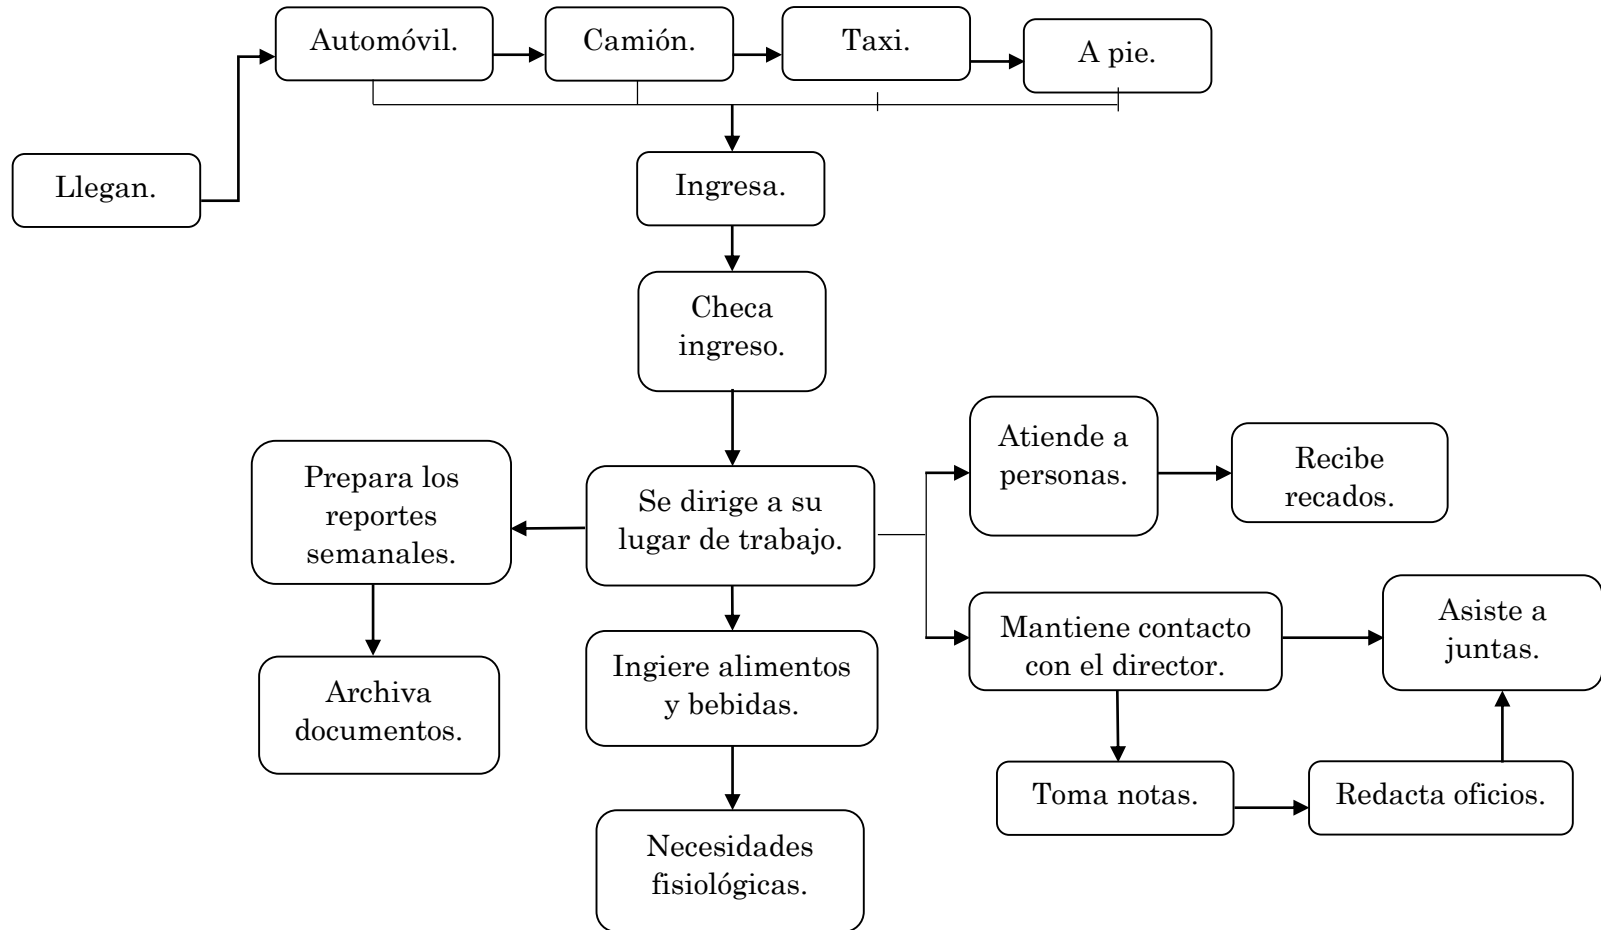 Automóvil.
Camión.
Taxi.
A pie.
Llegan.
Ingresa.
Checa
ingreso.
Se dirige a su
lugar de trabajo.
Prepara los
reportes
semanales.
Archiva
documentos.
Ingiere alimentos
y bebidas.
Necesidades
fisiológicas.
Atiende a
personas.
Recibe
recados.
Mantiene contacto
con el director.
Asiste a
juntas.
Toma notas.
Redacta oficios.